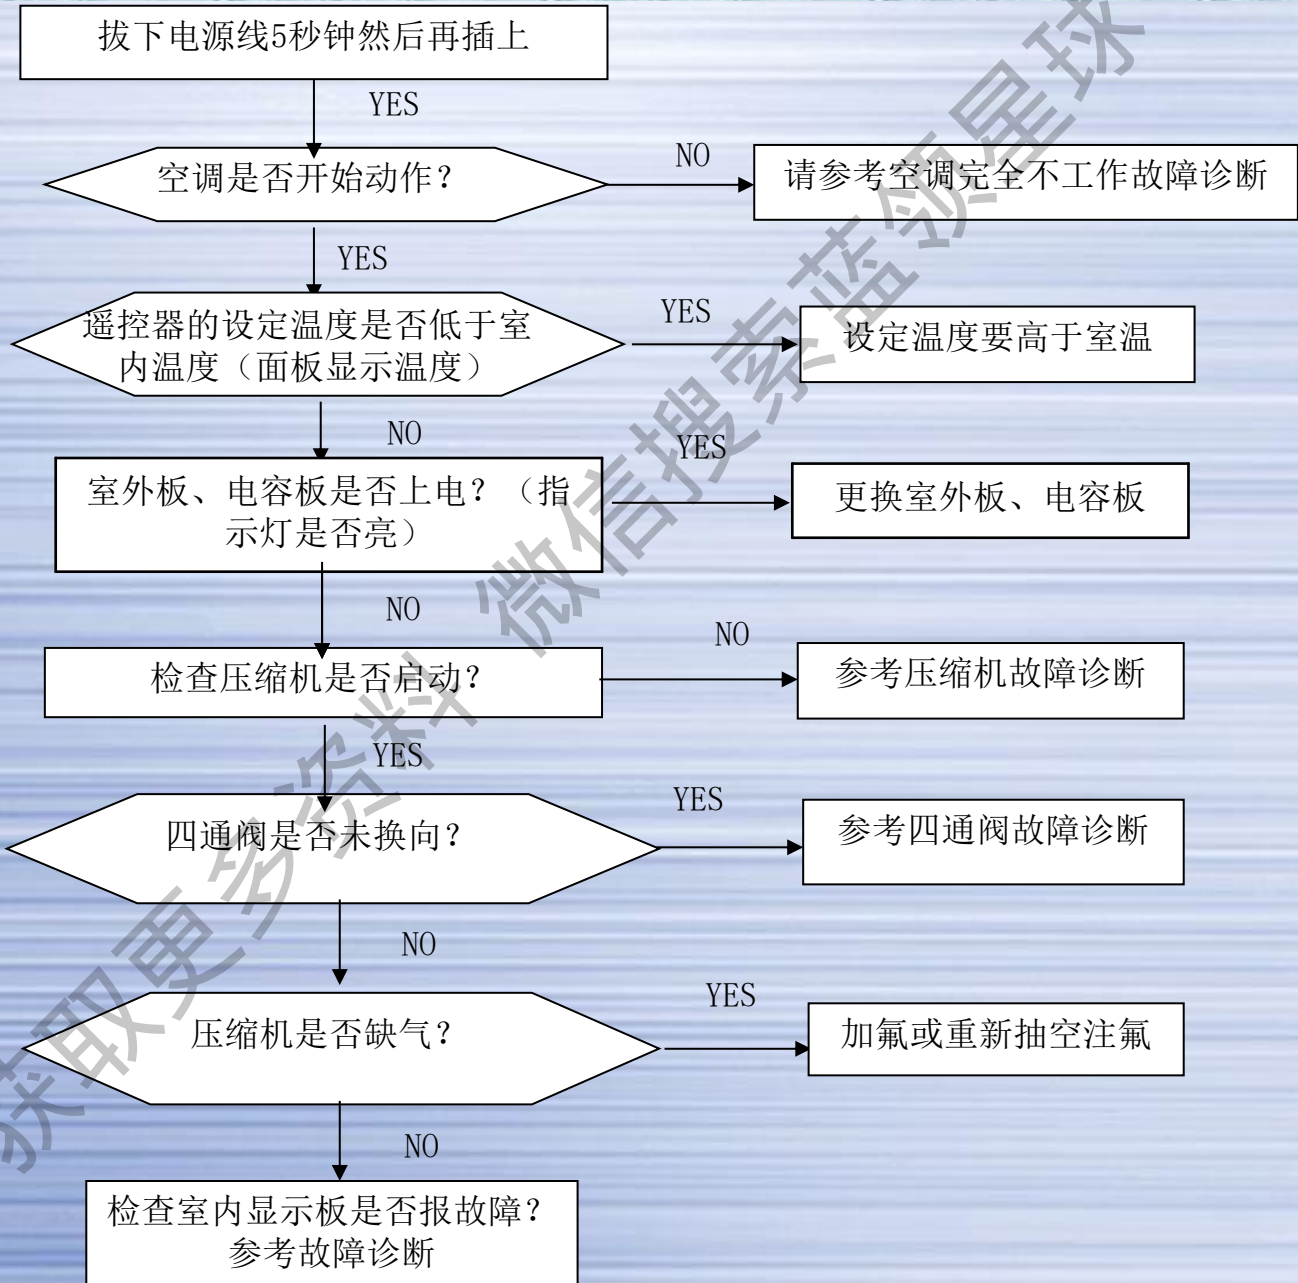 拔下电源线5秒钟然后再插上
YES
空调是否开始动作？
NO
请参考空调完全不工作故障诊断
YES
遥控器的设定温度是否低于室
内温度（面板显示温度）
YES
设定温度要高于室温
NO
室外板、电容板是否上电？（指
示灯是否亮）
YES
更换室外板、电容板
NO
检查压缩机是否启动？
NO
参考压缩机故障诊断
YES
四通阀是否未换向？
YES
参考四通阀故障诊断
NO
压缩机是否缺气？
YES
加氟或重新抽空注氟
NO
检查室内显示板是否报故障？
参考故障诊断
获取更多资料 微信搜索蓝领星球